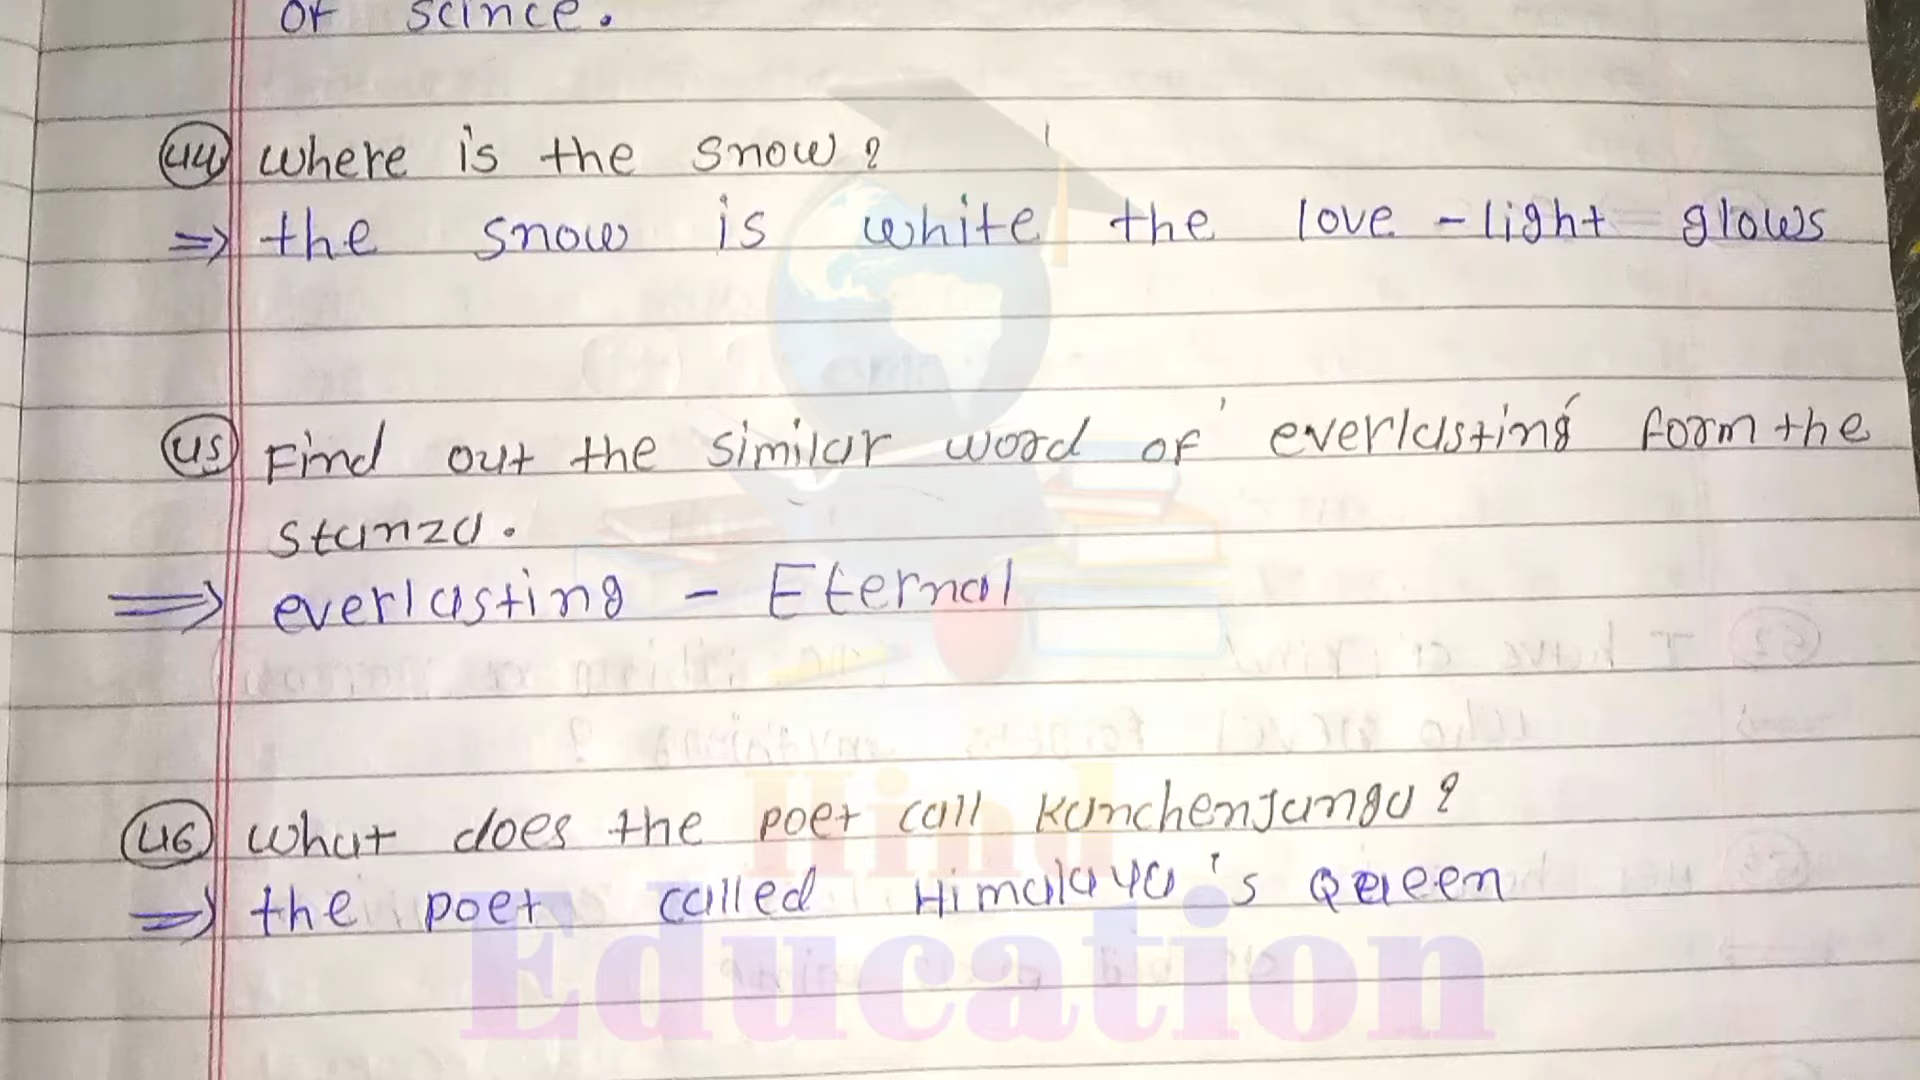 of scince.
44 where is the snow?
⇒ the snow is white the love - light glows
45 Find out the similar word of 'everlasting' form the
stanza.
⇒ everlasting - Eternal
46 what does the poet call Kanchenjunga?
⇒ the poet called Himalaya's Queen
Hind
Education